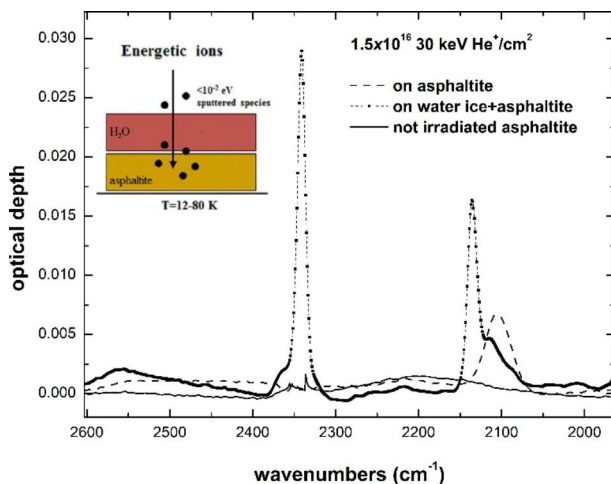 1.5x10¹⁶ 30 keV He⁺/cm²
on asphaltite
on water ice+asphaltite
not irradiated asphaltite
Energetic ions
<10⁻² eV
sputtered species
H₂O
asphaltite
T=12-80 K
optical depth
0.030
0.025
0.020
0.015
0.010
0.005
0.000
2600 2500 2400 2300 2200 2100 2000
wavenumbers (cm⁻¹)